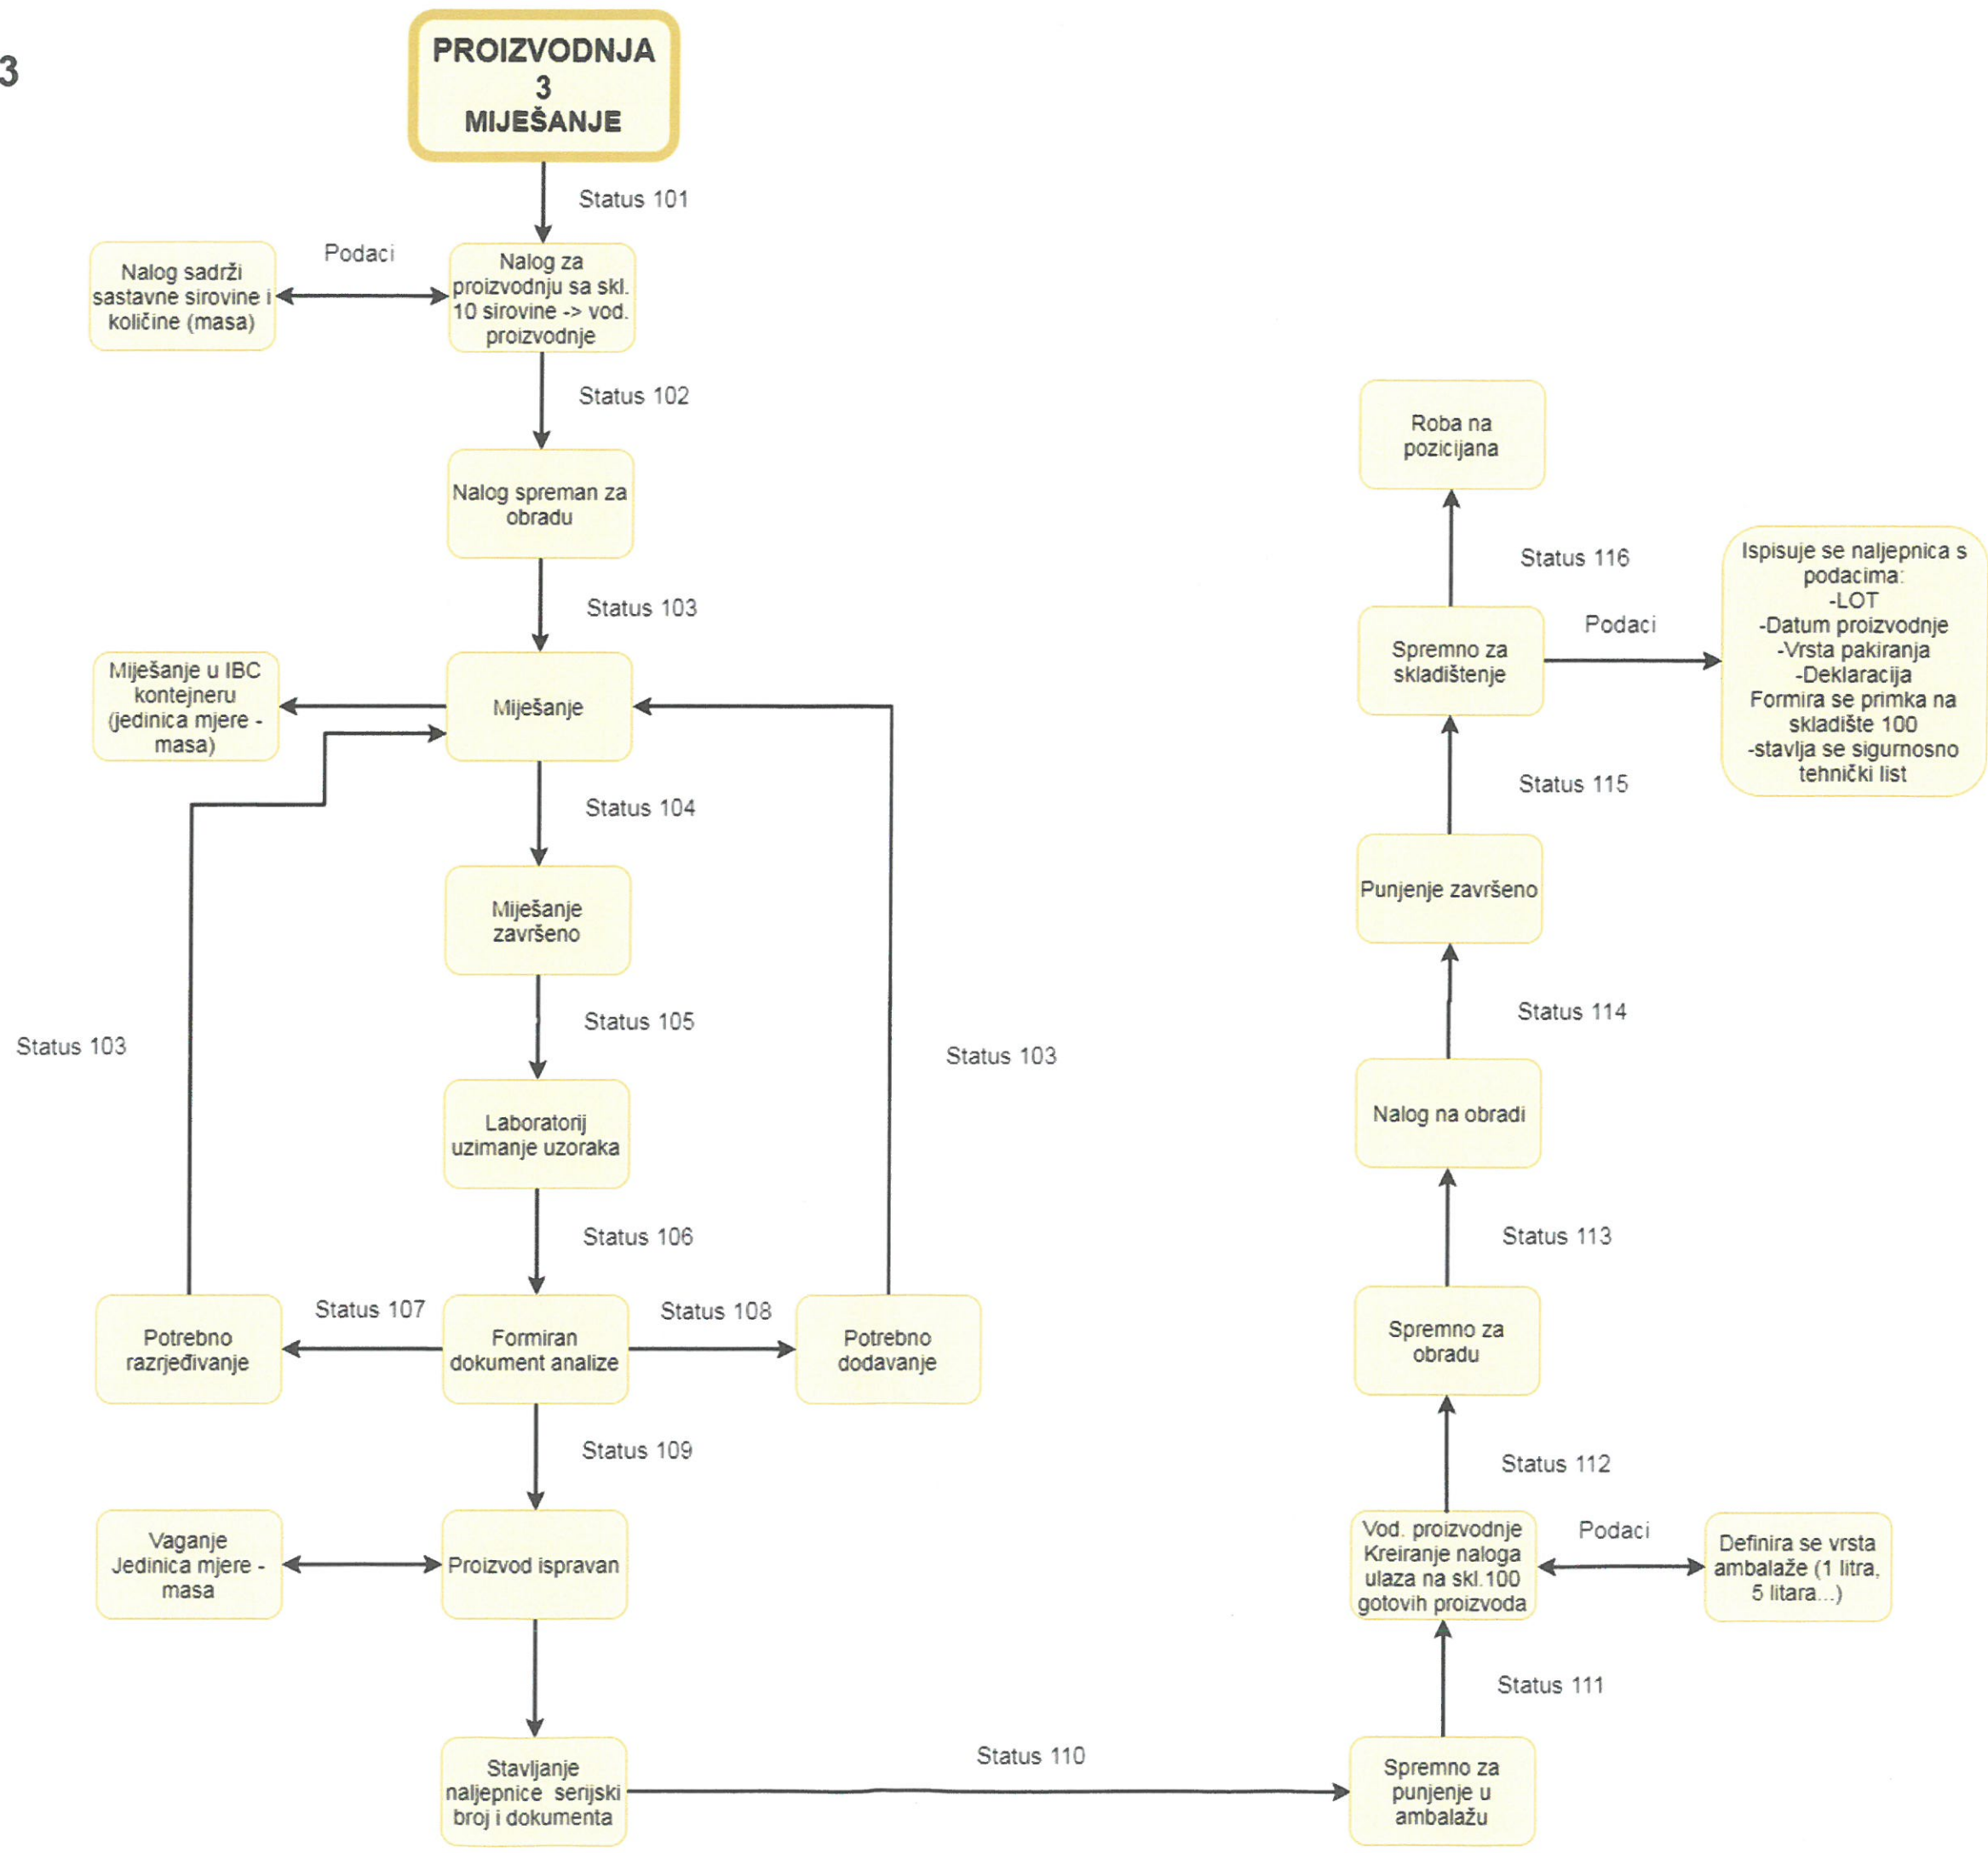 3
PROIZVODNJA
3
MIJEŠANJE
Status 101
Nalog sadrži
sastavne sirovine i
količine (masa)
Podaci
Nalog za
proizvodnju sa skl.
10 sirovine -> vod.
proizvodnje
Status 102
Nalog spreman za
obradu
Status 103
Miješanje u IBC
kontejneru
(jedinica mjere -
masa)
Miješanje
Status 104
Miješanje
završeno
Status 103
Status 105
Status 103
Laboratorij
uzimanje uzoraka
Status 106
Potrebno
razrjeđivanje
Status 107
Formiran
dokument analize
Status 108
Potrebno
dodavanje
Status 109
Vaganje
Jedinica mjere -
masa
Proizvod ispravan
Stavljanje
naljepnice serijski
broj i dokumenta
Status 110
Spremno za
punjenje u
ambalažu
Status 111
Vod. proizvodnje
Kreiranje naloga
ulaza na skl.100
gotovih proizvoda
Podaci
Definira se vrsta
ambalaže (1 litra,
5 litara...)
Status 112
Spremno za
obradu
Status 113
Nalog na obradi
Status 114
Punjenje završeno
Status 115
Spremno za
skladištenje
Podaci
Ispisuje se naljepnica s
podacima:
-LOT
-Datum proizvodnje
-Vrsta pakiranja
-Deklaracija
Formira se primka na
skladište 100
-stavlja se sigurnosno
tehnički list
Status 116
Roba na
pozicijana